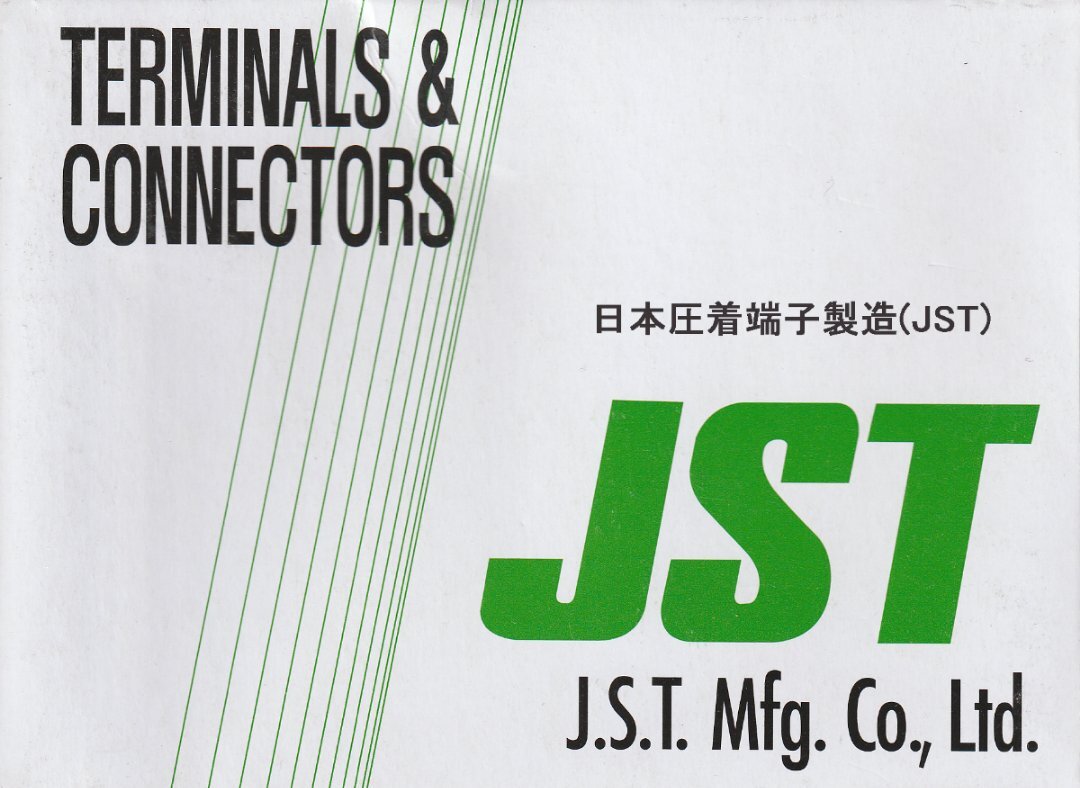 TERMINALS &
CONNECTORS
日本圧着端子製造(JST)
JST
J.S.T. Mfg. Co., Ltd.